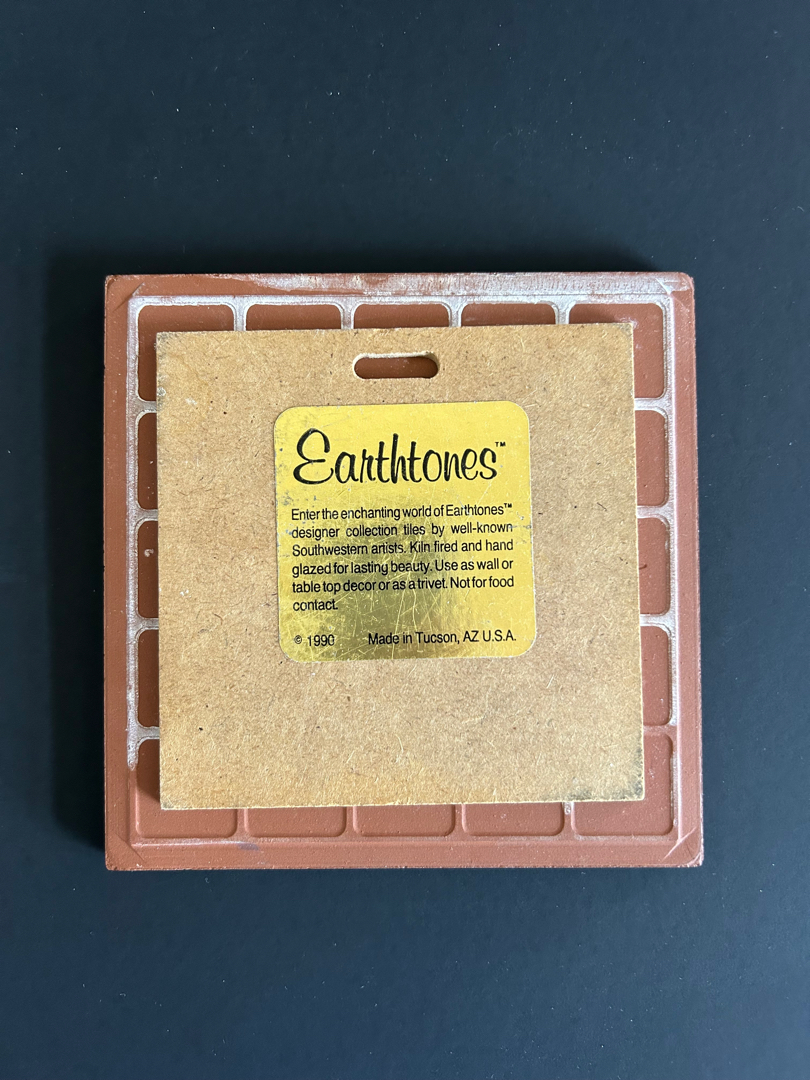 Earthtones™
Enter the enchanting world of Earthtones™
designer collection tiles by well-known
Southwestern artists. Kiln fired and hand
glazed for lasting beauty. Use as wall or
table top decor or as a trivet. Not for food
contact.
© 1990 Made in Tucson, AZ U.S.A.